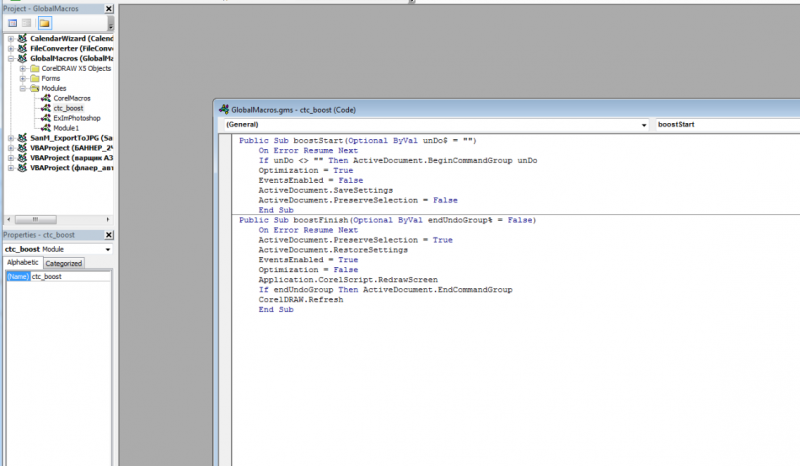 Project - GlobalMacros
CalendarWizard (Calend
FileConverter (FileConv
GlobalMacros (GlobalMa
CorelDRAW X5 Objects
Forms
Modules
CorelMacros
ctc_boost
ExImPhotoshop
Module1
SanM_ExportToJPG (San
VBAProject (БАННЕР_2Ч
VBAProject (варщик А3
VBAProject (флаер_авт
Properties - ctc_boost
ctc_boost Module
Alphabetic Categorized
(Name) ctc_boost
GlobalMacros.gms - ctc_boost (Code)
(General) boostStart
Public Sub boostStart(Optional ByVal unDo$ = "")
On Error Resume Next
If unDo <> "" Then ActiveDocument.BeginCommandGroup unDo
Optimization = True
EventsEnabled = False
ActiveDocument.SaveSettings
ActiveDocument.PreserveSelection = False
End Sub
Public Sub boostFinish(Optional ByVal endUndoGroup% = False)
On Error Resume Next
ActiveDocument.PreserveSelection = True
ActiveDocument.RestoreSettings
EventsEnabled = True
Optimization = False
Application.CorelScript.RedrawScreen
If endUndoGroup Then ActiveDocument.EndCommandGroup
CorelDRAW.Refresh
End Sub